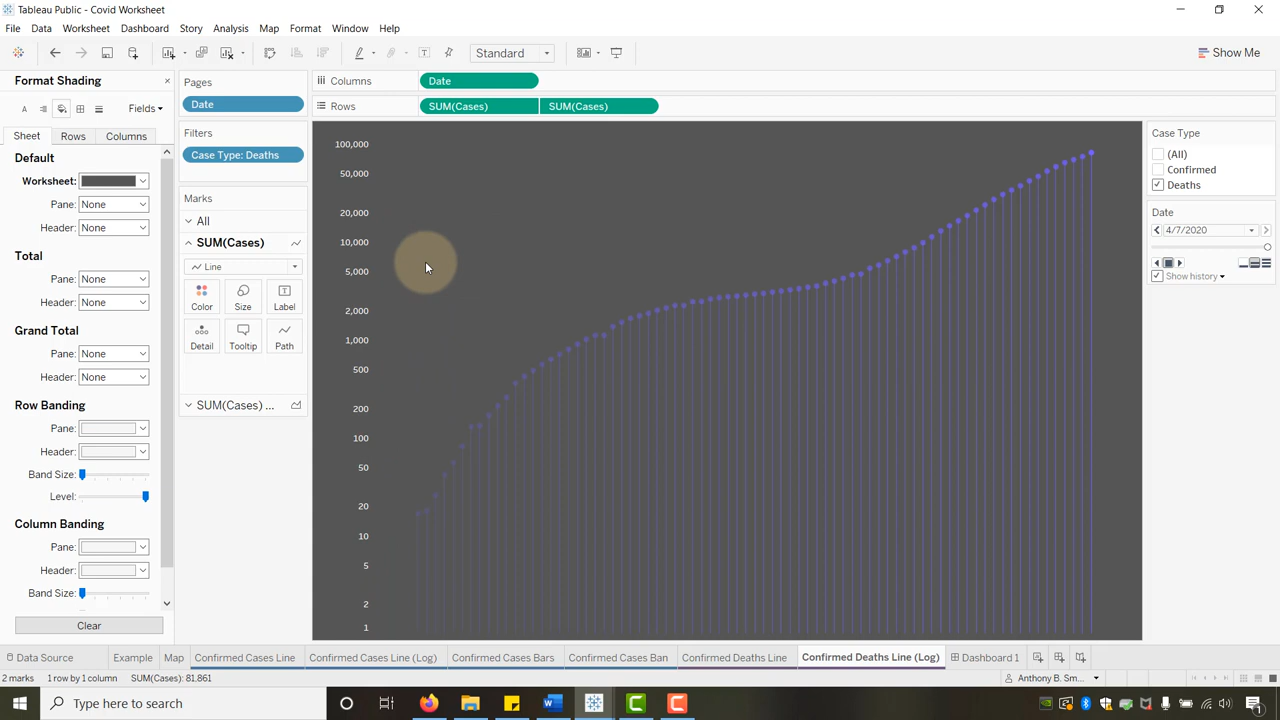 Tableau Public - Covid Worksheet
File Data Worksheet Dashboard Story Analysis Map Format Window Help
Standard
Show Me
Format Shading
Fields
Sheet Rows Columns
Default
Worksheet:
Pane: None
Header: None
Total
Pane: None
Header: None
Grand Total
Pane: None
Header: None
Row Banding
Pane:
Header:
Band Size:
Level:
Column Banding
Pane:
Header:
Band Size:
Clear
Pages
Date
Filters
Case Type: Deaths
Marks
All
SUM(Cases)
Line
Color Size Label
Detail Tooltip Path
SUM(Cases) ...
Columns Date
Rows SUM(Cases) SUM(Cases)
100,000
50,000
20,000
10,000
5,000
2,000
1,000
500
200
100
50
20
10
5
2
1
Case Type
(All)
Confirmed
Deaths
Date
4/7/2020
Show history
Data Source Example Map Confirmed Cases Line Confirmed Cases Line (Log) Confirmed Cases Bars Confirmed Cases Ban Confirmed Deaths Line Confirmed Deaths Line (Log) Dashboard 1
2 marks 1 row by 1 column SUM(Cases): 81,861 Anthony B. Sm...
Type here to search